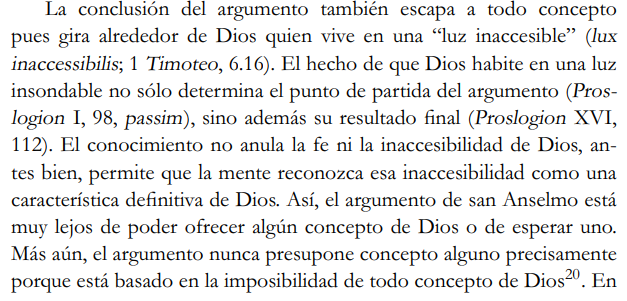 La conclusión del argumento también escapa a todo concepto
pues gira alrededor de Dios quien vive en una “luz inaccesible” (lux
inaccessibilis; 1 Timoteo, 6.16). El hecho de que Dios habite en una luz
insondable no sólo determina el punto de partida del argumento (Pros-
logion I, 98, passim), sino además su resultado final (Proslogion XVI,
112). El conocimiento no anula la fe ni la inaccesibilidad de Dios, an-
tes bien, permite que la mente reconozca esa inaccesibilidad como una
característica definitiva de Dios. Así, el argumento de san Anselmo está
muy lejos de poder ofrecer algún concepto de Dios o de esperar uno.
Más aún, el argumento nunca presupone concepto alguno precisamente
porque está basado en la imposibilidad de todo concepto de Dios20. En